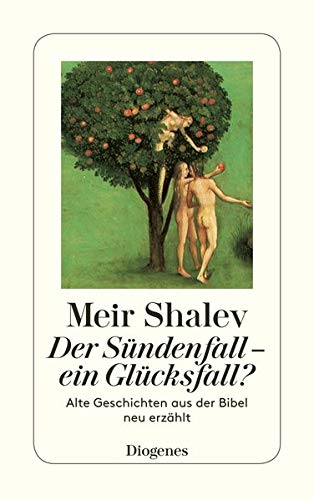 Meir Shalev
Der Sündenfall –
ein Glücksfall?
Alte Geschichten aus der Bibel
neu erzählt
Diogenes